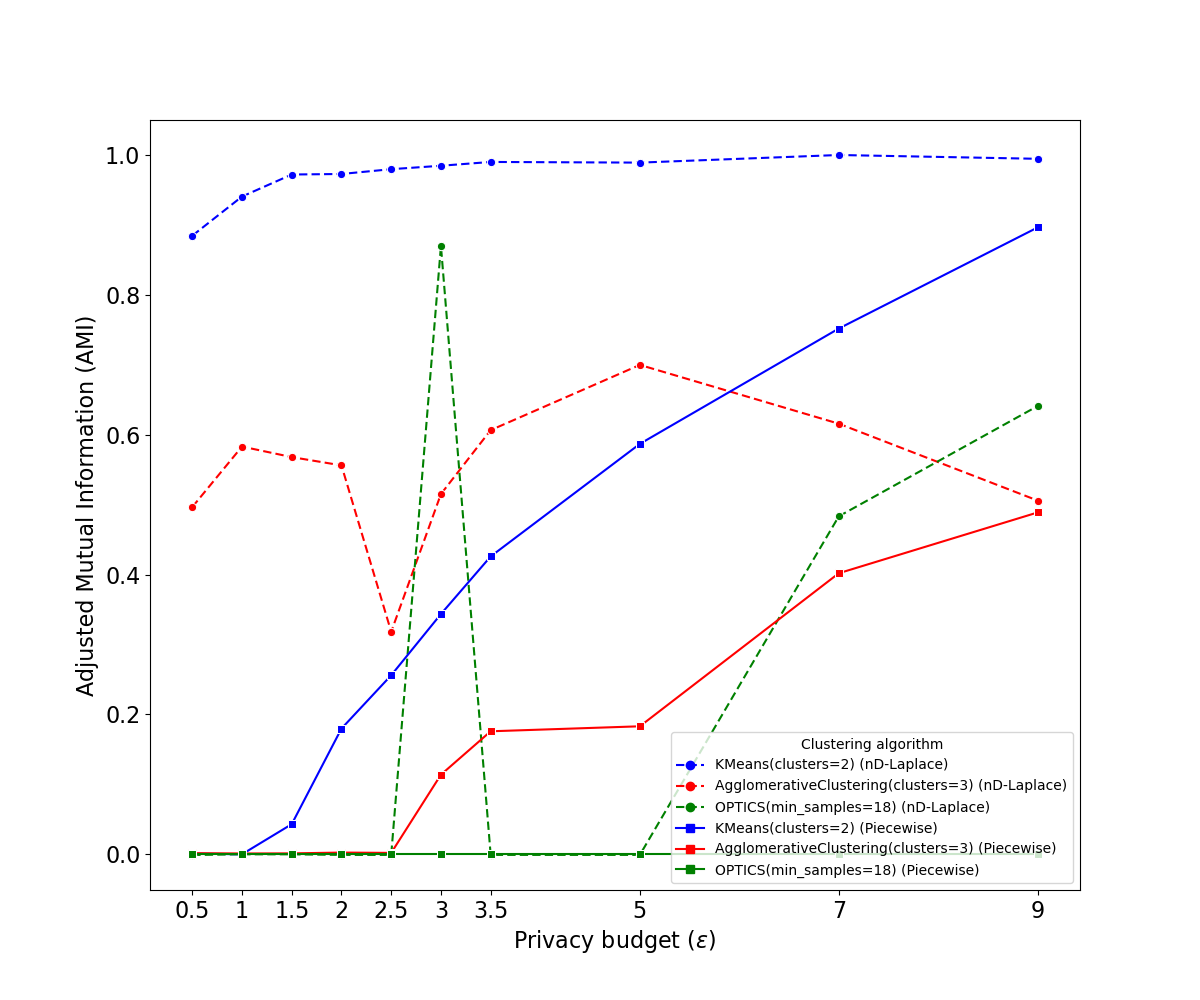 Adjusted Mutual Information (AMI)
1.0
0.8
0.6
0.4
0.2
0.0
0.5 1 1.5 2 2.5 3 3.5 5 7 9
Privacy budget (ε)
Clustering algorithm
KMeans(clusters=2) (nD-Laplace)
AgglomerativeClustering(clusters=3) (nD-Laplace)
OPTICS(min_samples=18) (nD-Laplace)
KMeans(clusters=2) (Piecewise)
AgglomerativeClustering(clusters=3) (Piecewise)
OPTICS(min_samples=18) (Piecewise)